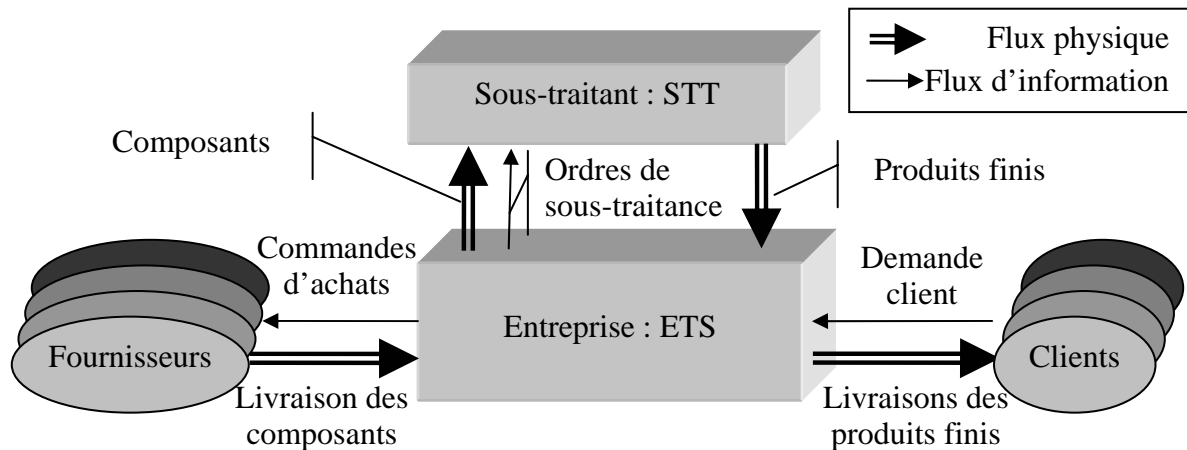 Flux physique
Flux d’information
Sous-traitant : STT
Composants
Ordres de
sous-traitance
Produits finis
Commandes
d’achats
Demande
client
Fournisseurs
Entreprise : ETS
Clients
Livraison des
composants
Livraisons des
produits finis